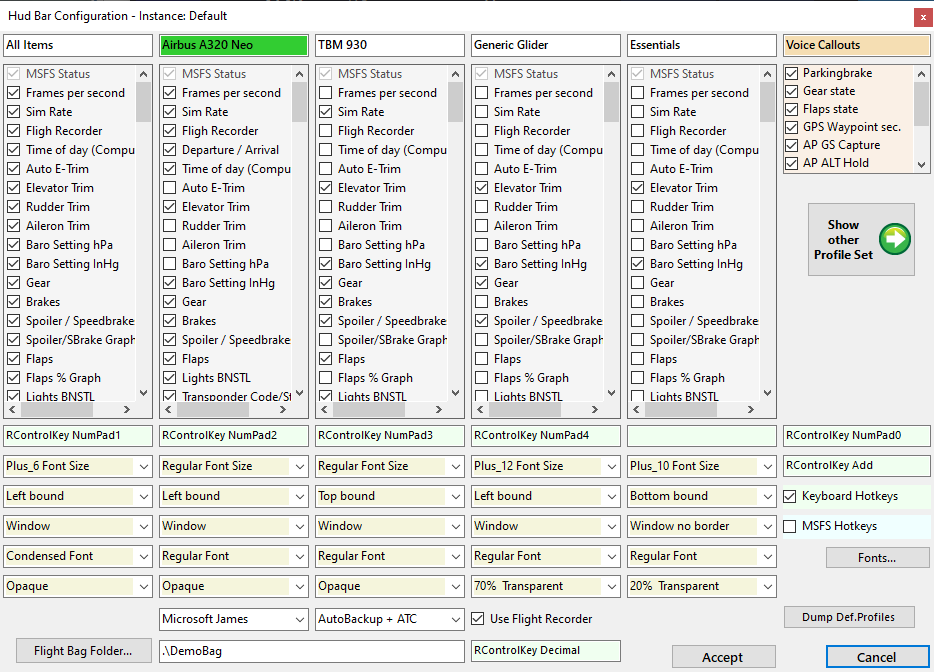 Hud Bar Configuration - Instance: Default
x
All Items
MSFS Status
Frames per second
Sim Rate
Fligh Recorder
Time of day (Compu
Auto E-Trim
Elevator Trim
Rudder Trim
Aileron Trim
Baro Setting hPa
Baro Setting InHg
Gear
Brakes
Spoiler / Speedbrake
Spoiler/SBrake Graph
Flaps
Flaps % Graph
Lights BNSTL
RControlKey NumPad1
Plus_6 Font Size
Left bound
Window
Condensed Font
Opaque
Airbus A320 Neo
MSFS Status
Frames per second
Sim Rate
Fligh Recorder
Departure / Arrival
Time of day (Compu
Auto E-Trim
Elevator Trim
Rudder Trim
Aileron Trim
Baro Setting hPa
Baro Setting InHg
Gear
Brakes
Spoiler / Speedbrake
Flaps
Lights BNSTL
Transponder Code/St
RControlKey NumPad2
Regular Font Size
Left bound
Window
Regular Font
Opaque
Microsoft James
TBM 930
MSFS Status
Frames per second
Sim Rate
Fligh Recorder
Time of day (Compu
Auto E-Trim
Elevator Trim
Rudder Trim
Aileron Trim
Baro Setting hPa
Baro Setting InHg
Gear
Brakes
Spoiler / Speedbrake
Spoiler/SBrake Graph
Flaps
Flaps % Graph
Lights BNSTL
RControlKey NumPad3
Regular Font Size
Top bound
Window
Regular Font
Opaque
AutoBackup + ATC
Generic Glider
MSFS Status
Frames per second
Sim Rate
Fligh Recorder
Time of day (Compu
Auto E-Trim
Elevator Trim
Rudder Trim
Aileron Trim
Baro Setting hPa
Baro Setting InHg
Gear
Brakes
Spoiler / Speedbrake
Spoiler/SBrake Graph
Flaps
Flaps % Graph
Lights BNSTL
RControlKey NumPad4
Plus_12 Font Size
Left bound
Window
Regular Font
70% Transparent
Use Flight Recorder
Essentials
MSFS Status
Frames per second
Sim Rate
Fligh Recorder
Time of day (Compu
Auto E-Trim
Elevator Trim
Rudder Trim
Aileron Trim
Baro Setting hPa
Baro Setting InHg
Gear
Brakes
Spoiler / Speedbrake
Spoiler/SBrake Graph
Flaps
Flaps % Graph
Lights BNSTL
Plus_10 Font Size
Bottom bound
Window no border
Regular Font
20% Transparent
Voice Callouts
Parkingbrake
Gear state
Flaps state
GPS Waypoint sec.
AP GS Capture
AP ALT Hold
Show
other
Profile Set
RControlKey NumPad0
RControlKey Add
Keyboard Hotkeys
MSFS Hotkeys
Fonts...
Dump Def.Profiles
Flight Bag Folder...
.\DemoBag
RControlKey Decimal
Accept
Cancel